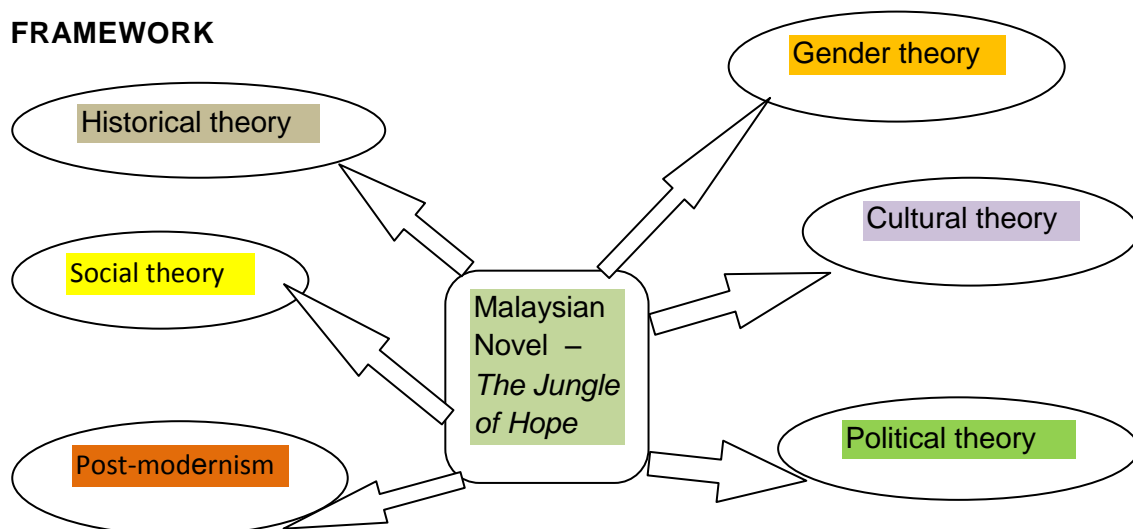 FRAMEWORK
Gender theory
Historical theory
Cultural theory
Social theory
Malaysian
Novel –
The Jungle
of Hope
Political theory
Post-modernism